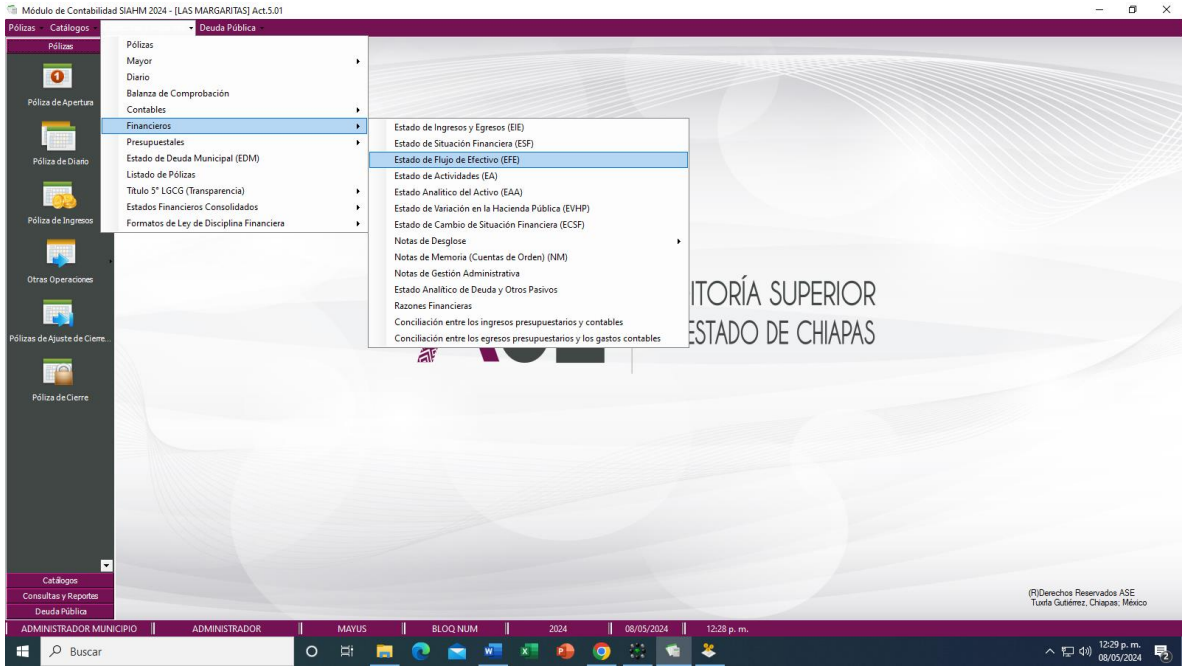 Módulo de Contabilidad SIAHM 2024 - [LAS MARGARITAS] Act.5.01
Pólizas Catálogos Deuda Pública
Pólizas
Póliza de Apertura
Póliza de Diario
Póliza de Ingresos
Otras Operaciones
Pólizas de Ajuste de Cierre...
Póliza de Cierre
Pólizas
Mayor
Diario
Balanza de Comprobación
Contables
Financieros
Presupuestales
Estado de Deuda Municipal (EDM)
Listado de Pólizas
Título 5° LGCG (Transparencia)
Estados Financieros Consolidados
Formatos de Ley de Disciplina Financiera
Estado de Ingresos y Egresos (EIE)
Estado de Situación Financiera (ESF)
Estado de Flujo de Efectivo (EFE)
Estado de Actividades (EA)
Estado Analitico del Activo (EAA)
Estado de Variación en la Hacienda Pública (EVHP)
Estado de Cambio de Situación Financiera (ECSF)
Notas de Desglose
Notas de Memoria (Cuentas de Orden) (NM)
Notas de Gestión Administrativa
Estado Analítico de Deuda y Otros Pasivos
Razones Financieras
Conciliación entre los ingresos presupuestarios y contables
Conciliación entre los egresos presupuestarios y los gastos contables
ITORÍA SUPERIOR
ESTADO DE CHIAPAS
Catálogos
Consultas y Reportes
Deuda Pública
(R)Derechos Reservados ASE
Tuxtla Gutiérrez, Chiapas; México
ADMINISTRADOR MUNICIPIO ADMINISTRADOR MAYUS BLOQ NUM 2024 08/05/2024 12:28 p. m.
Buscar
12:29 p. m.
08/05/2024
2